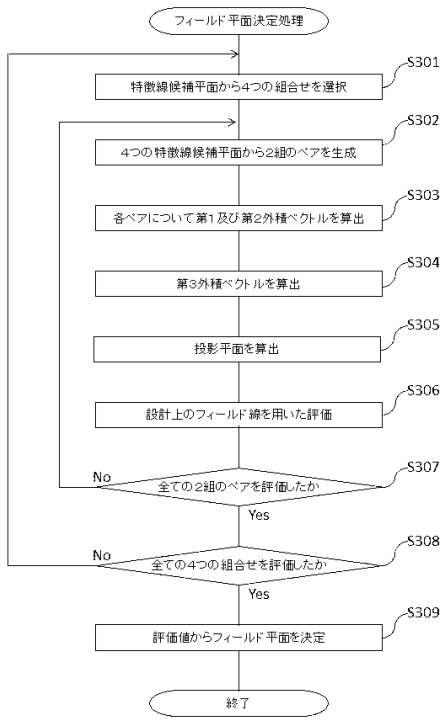 フィールド平面決定処理
S301
特徴線候補平面から4つの組合せを選択
S302
4つの特徴線候補平面から2組のペアを生成
S303
各ペアについて第1及び第2外積ベクトルを算出
S304
第3外積ベクトルを算出
S305
投影平面を算出
S306
設計上のフィールド線を用いた評価
S307
No
全ての2組のペアを評価したか
Yes
S308
No
全ての4つの組合せを評価したか
Yes
S309
評価値からフィールド平面を決定
終了